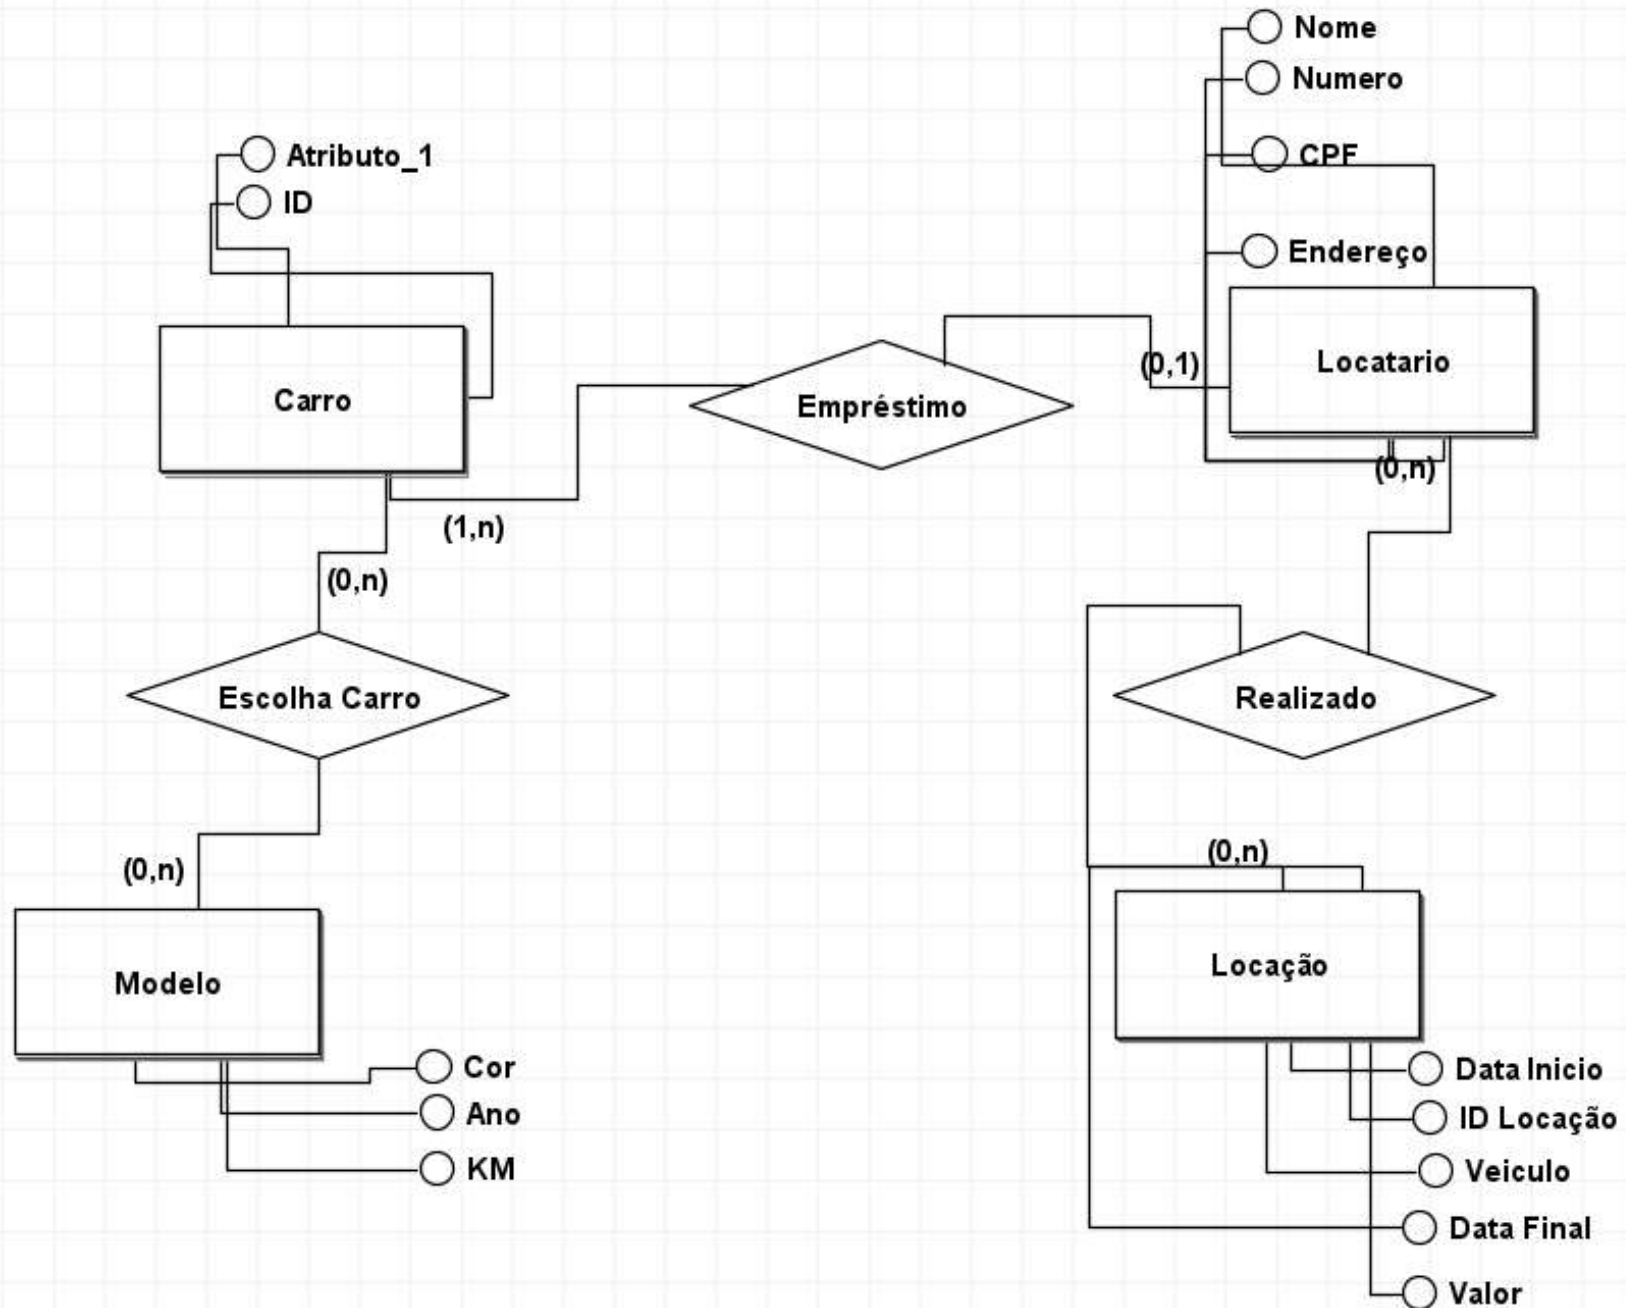 Nome
Numero
CPF
Endereço
Atributo_1
ID
Carro
Empréstimo
(0,1)
Locatario
(0,n)
(1,n)
(0,n)
Escolha Carro
Realizado
(0,n)
(0,n)
Modelo
Locação
Cor
Ano
KM
Data Inicio
ID Locação
Veiculo
Data Final
Valor